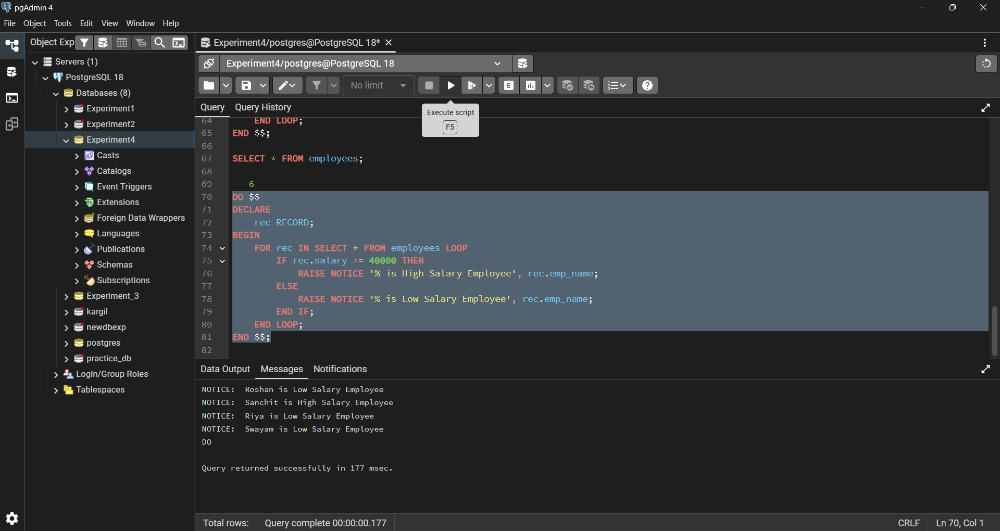 pgAdmin 4
File Object Tools Edit View Window Help
Object Exp
Experiment4/postgres@PostgreSQL 18*
Servers (1)
PostgreSQL 18
Databases (8)
Experiment1
Experiment2
Experiment4
Casts
Catalogs
Event Triggers
Extensions
Foreign Data Wrappers
Languages
Publications
Schemas
Subscriptions
Experiment_3
kargil
newdbexp
postgres
practice_db
Login/Group Roles
Tablespaces
Experiment4/postgres@PostgreSQL 18
No limit
E
Query Query History
Execute script
F5
64 END LOOP;
65 END $$;
66
67 SELECT * FROM employees;
68
69 -- 6
70 DO $$
71 DECLARE
72 rec RECORD;
73 BEGIN
74 FOR rec IN SELECT * FROM employees LOOP
75 IF rec.salary >= 40000 THEN
76 RAISE NOTICE '% is High Salary Employee', rec.emp_name;
77 ELSE
78 RAISE NOTICE '% is Low Salary Employee', rec.emp_name;
79 END IF;
80 END LOOP;
81 END $$;
82
Data Output Messages Notifications
NOTICE: Roshan is Low Salary Employee
NOTICE: Sanchit is High Salary Employee
NOTICE: Riya is Low Salary Employee
NOTICE: Swayam is Low Salary Employee
DO
Query returned successfully in 177 msec.
Total rows: Query complete 00:00:00.177 CRLF Ln 70, Col 1